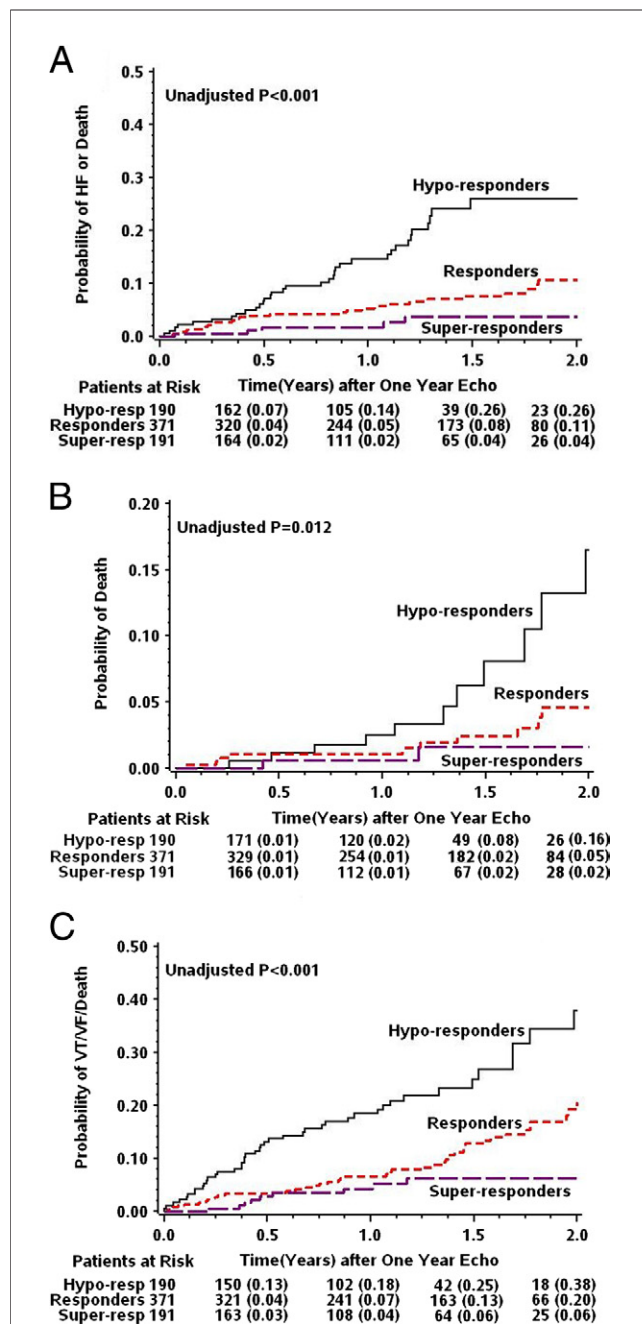 A
0.5
Unadjusted P<0.001
0.4
0.3
Hypo-responders
0.2
Probability of HF or Death
Responders
0.1
Super-responders
0.0
0.0 0.5 1.0 1.5 2.0
Patients at Risk Time(Years) after One Year Echo
Hypo-resp 190 162 (0.07) 105 (0.14) 39 (0.26) 23 (0.26)
Responders 371 320 (0.04) 244 (0.05) 173 (0.08) 80 (0.11)
Super-resp 191 164 (0.02) 111 (0.02) 65 (0.04) 26 (0.04)
B
0.20
Unadjusted P=0.012
0.15
Hypo-responders
0.10
Probability of Death
Responders
0.05
Super-responders
0.00
0.0 0.5 1.0 1.5 2.0
Patients at Risk Time(Years) after One Year Echo
Hypo-resp 190 171 (0.01) 120 (0.02) 49 (0.08) 26 (0.16)
Responders 371 329 (0.01) 254 (0.01) 182 (0.02) 84 (0.05)
Super-resp 191 166 (0.01) 112 (0.01) 67 (0.02) 28 (0.02)
C
0.50
Unadjusted P<0.001
0.40
Hypo-responders
0.30
Probability of VT/VF/Death
0.20
Responders
0.10
Super-responders
0.00
0.0 0.5 1.0 1.5 2.0
Patients at Risk Time(Years) after One Year Echo
Hypo-resp 190 150 (0.13) 102 (0.18) 42 (0.25) 18 (0.38)
Responders 371 321 (0.04) 241 (0.07) 163 (0.13) 66 (0.20)
Super-resp 191 163 (0.03) 108 (0.04) 64 (0.06) 25 (0.06)